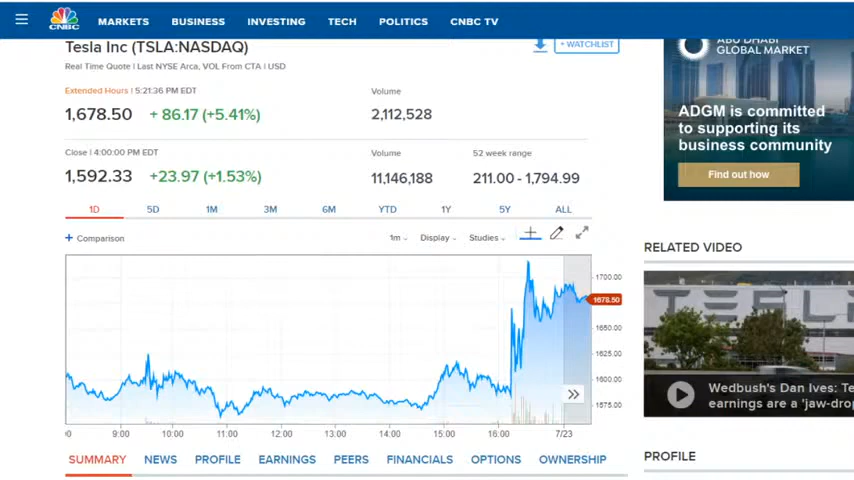 CNBC
MARKETS
BUSINESS
INVESTING
TECH
POLITICS
CNBC TV
Tesla Inc (TSLA:NASDAQ)
+ WATCHLIST
Real Time Quote | Last NYSE Arca, VOL From CTA | USD
Extended Hours | 5:21:36 PM EDT
Volume
1,678.50
+ 86.17 (+5.41%)
2,112,528
Close | 4:00:00 PM EDT
Volume
52 week range
1,592.33
+23.97 (+1.53%)
11,146,188
211.00 - 1,794.99
1D
5D
1M
3M
6M
YTD
1Y
5Y
ALL
+ Comparison
1m
Display
Studies
1700.00
1678.50
1650.00
1625.00
1600.00
1575.00
9:00
10:00
11:00
12:00
13:00
14:00
15:00
16:00
7/23
SUMMARY
NEWS
PROFILE
EARNINGS
PEERS
FINANCIALS
OPTIONS
OWNERSHIP
ABU DHABI
GLOBAL MARKET
ADGM is committed
to supporting its
business community
Find out how
RELATED VIDEO
Wedbush's Dan Ives: Te
earnings are a 'jaw-drop
PROFILE